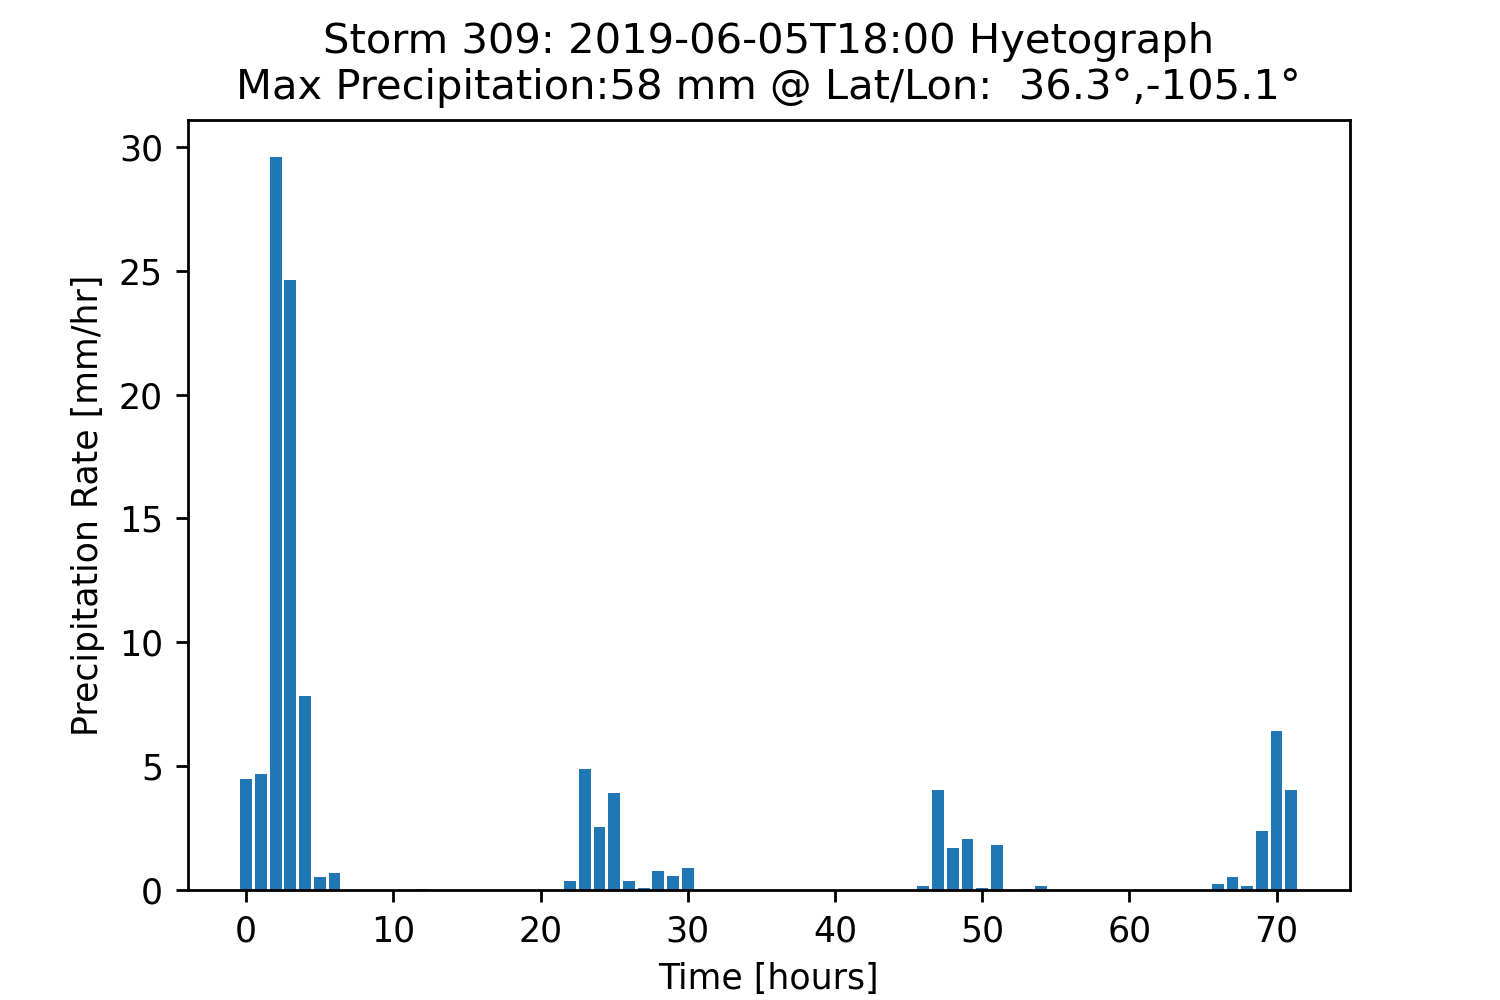 Storm 309: 2019-06-05T18:00 Hyetograph
Max Precipitation:58 mm @ Lat/Lon:  36.3°,-105.1°
30
25
20
15
10
5
0
Precipitation Rate [mm/hr]
0 10 20 30 40 50 60 70
Time [hours]